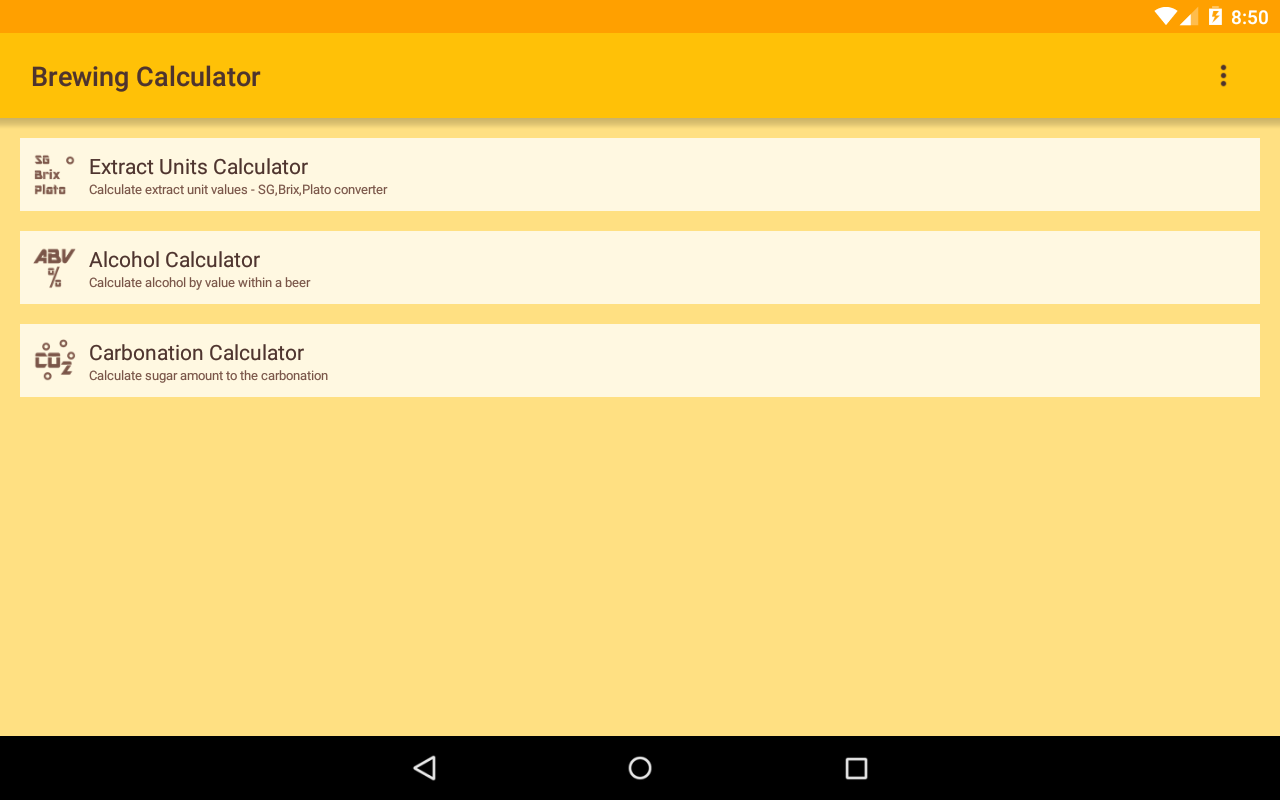 8:50
Brewing Calculator
SG
Brix
Plato
Extract Units Calculator
Calculate extract unit values - SG,Brix,Plato converter
ABV
%
Alcohol Calculator
Calculate alcohol by value within a beer
CO2
Carbonation Calculator
Calculate sugar amount to the carbonation